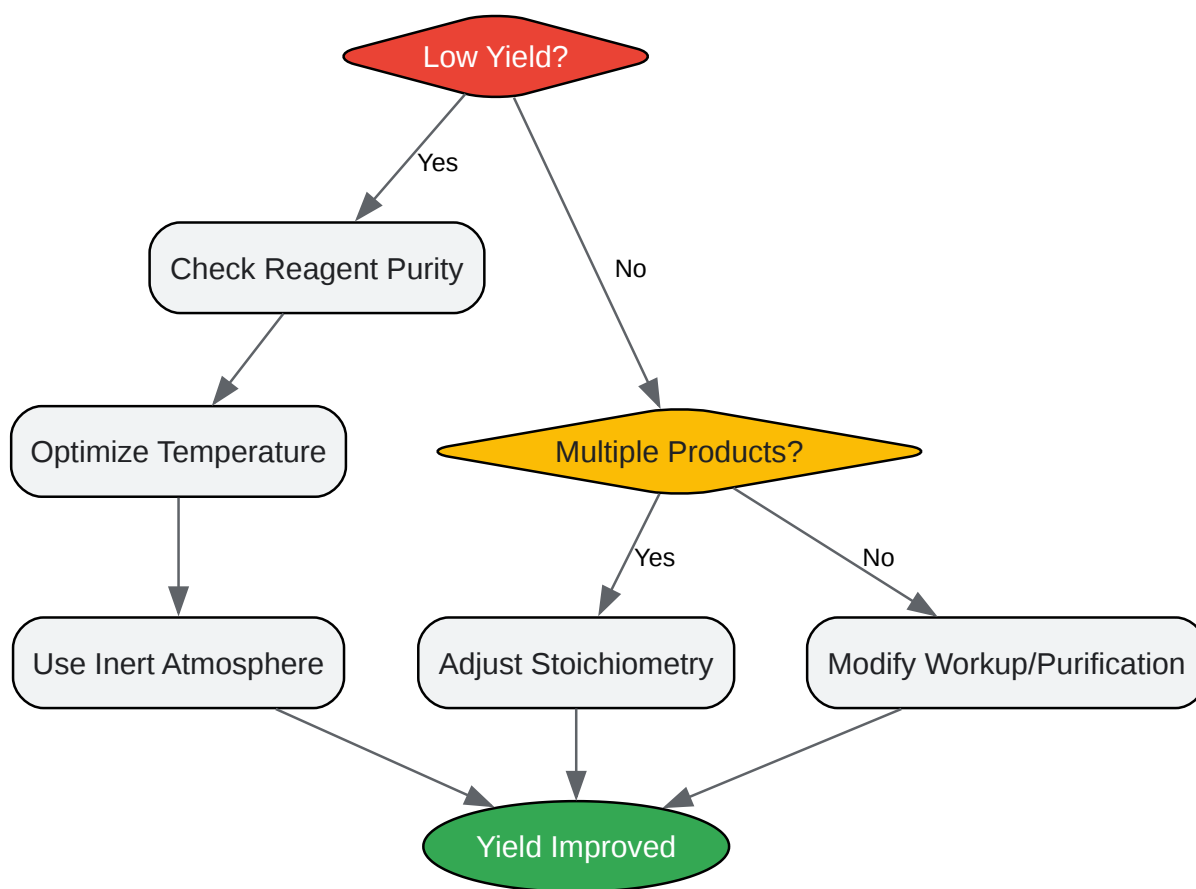 Low Yield?
Yes
Check Reagent Purity
No
Optimize Temperature
Multiple Products?
Yes
No
Use Inert Atmosphere
Adjust Stoichiometry
Modify Workup/Purification
Yield Improved